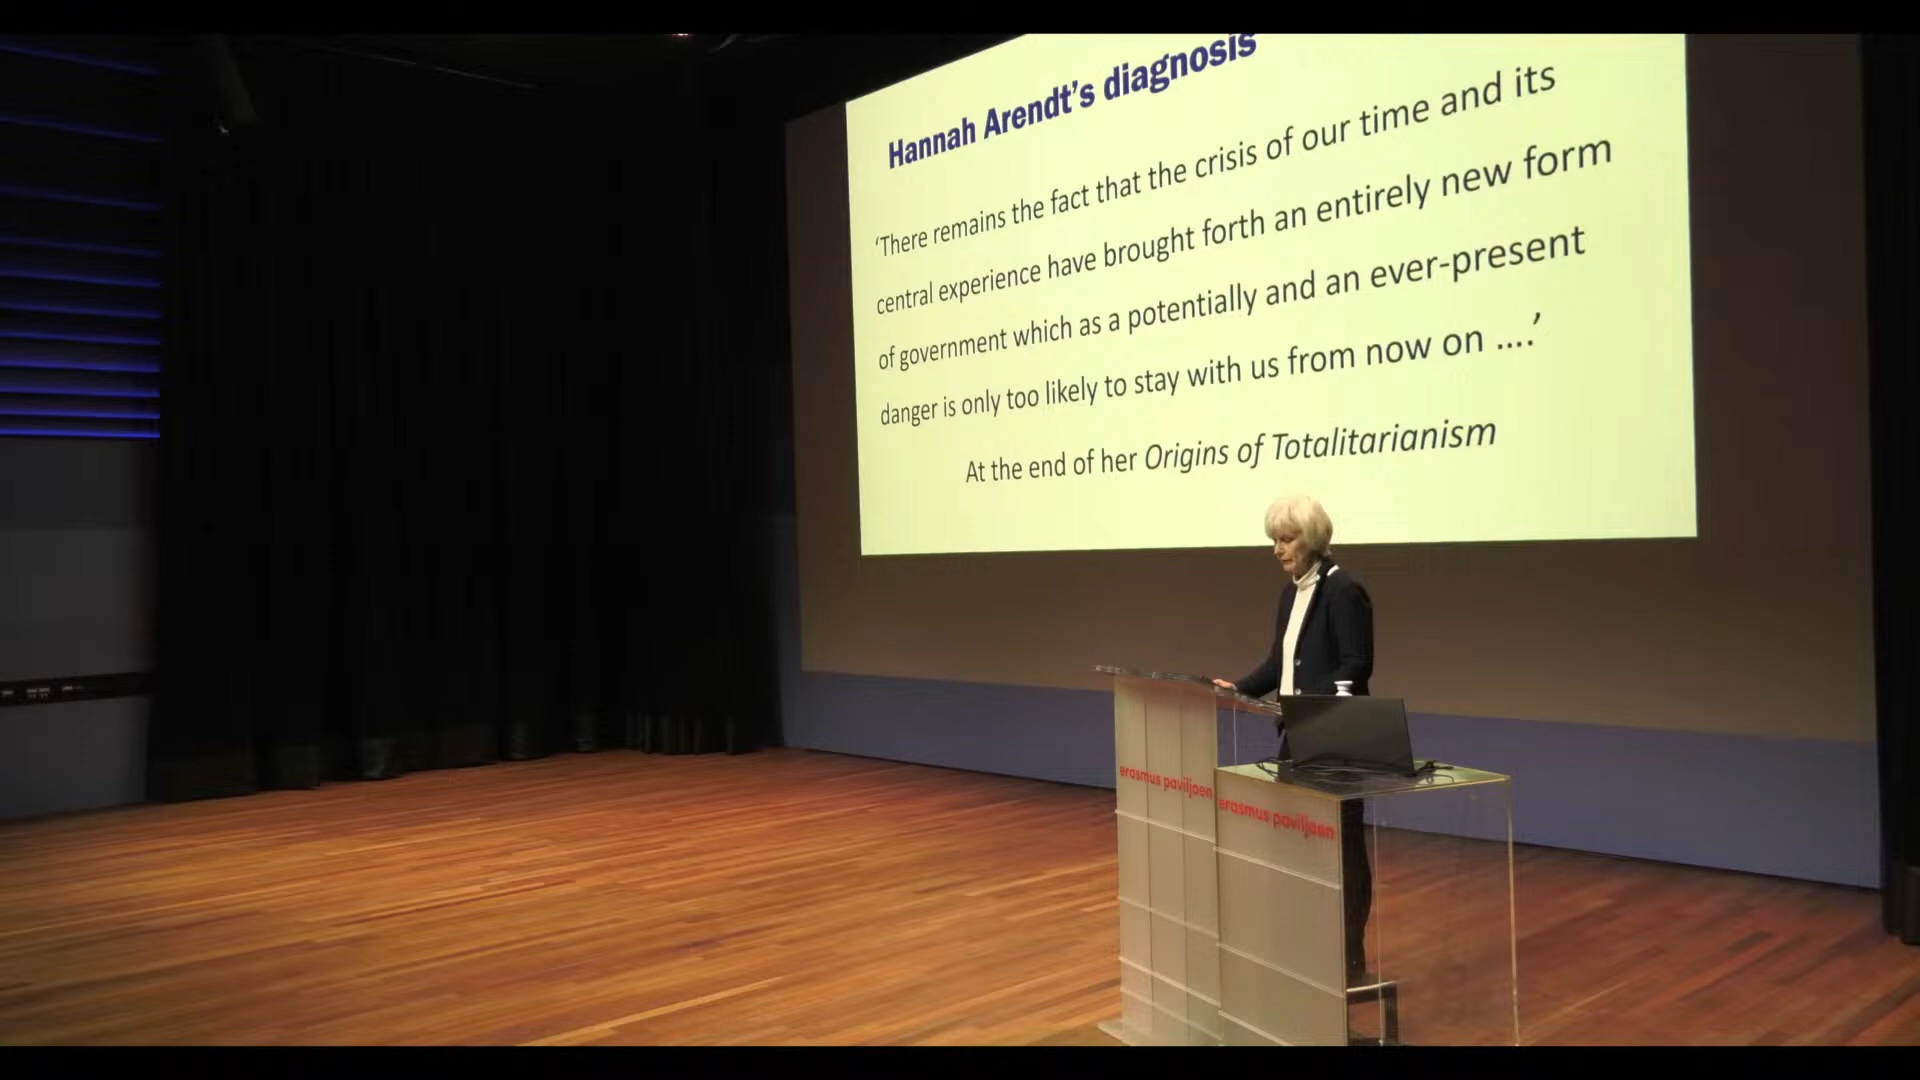 Hannah Arendt's diagnosis
‘There remains the fact that the crisis of our time and its
central experience have brought forth an entirely new form
of government which as a potentially and an ever-present
danger is only too likely to stay with us from now on ….’
At the end of her Origins of Totalitarianism
erasmus paviljoen
erasmus paviljoen